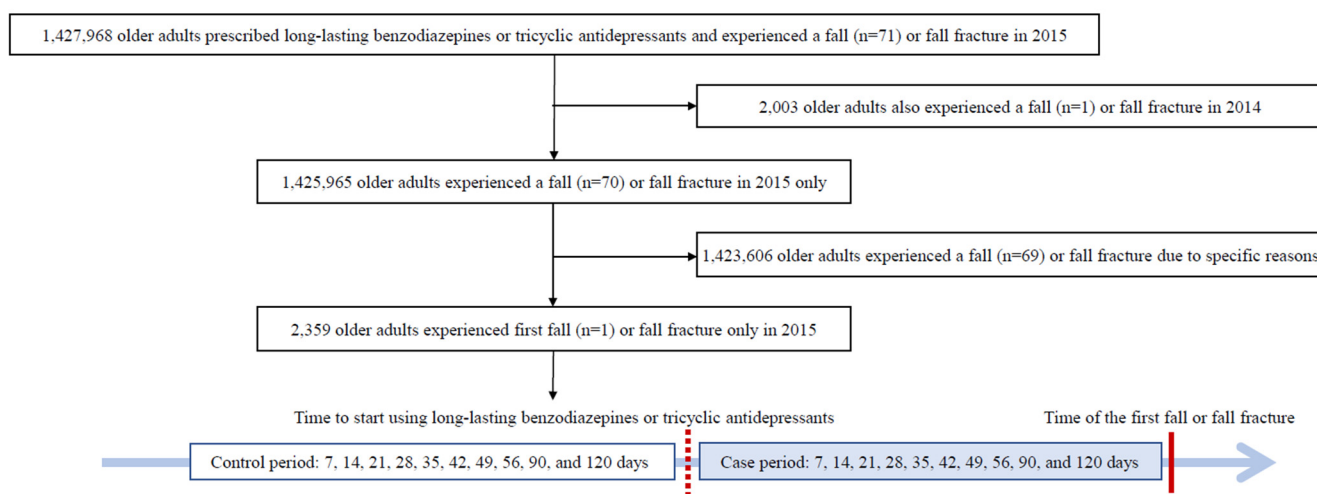 1,427,968 older adults prescribed long-lasting benzodiazepines or tricyclic antidepressants and experienced a fall (n=71) or fall fracture in 2015
2,003 older adults also experienced a fall (n=1) or fall fracture in 2014
1,425,965 older adults experienced a fall (n=70) or fall fracture in 2015 only
1,423,606 older adults experienced a fall (n=69) or fall fracture due to specific reasons
2,359 older adults experienced first fall (n=1) or fall fracture only in 2015
Time to start using long-lasting benzodiazepines or tricyclic antidepressants
Time of the first fall or fall fracture
Control period: 7, 14, 21, 28, 35, 42, 49, 56, 90, and 120 days
Case period: 7, 14, 21, 28, 35, 42, 49, 56, 90, and 120 days